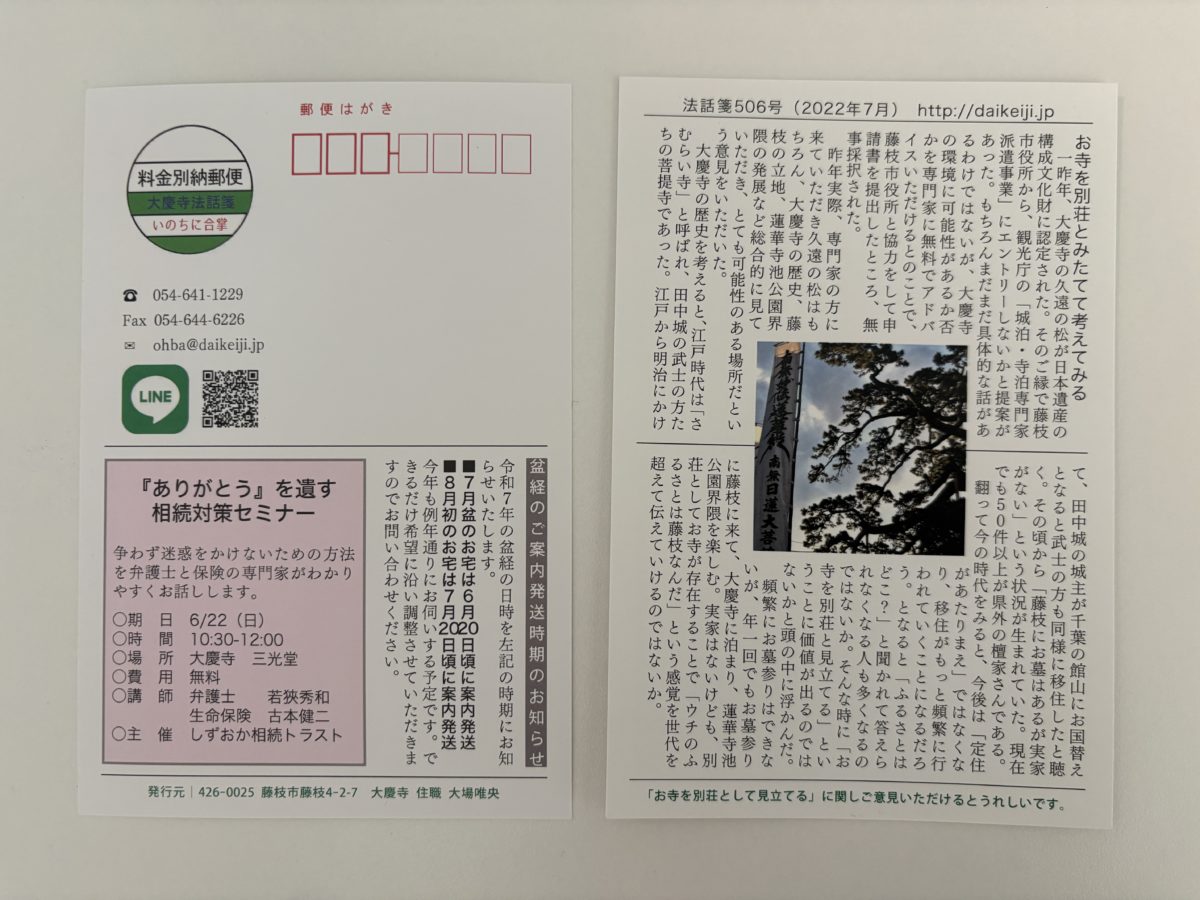 郵便はがき
料金別納郵便
大慶寺法話箋
いのちに合掌
☎ 054-641-1229
Fax 054-644-6226
✉ ohba@daikeiji.jp
LINE
盆経のご案内発送時期のお知らせ
令和7年の盆経の日時を左記の時期にお知
らせいたします。
■7月盆のお宅は6月20日頃に案内発送
■8月初のお宅は7月20日頃に案内発送
今年も例年通りにお伺いする予定です。で
きるだけ希望に沿い調整させていただきま
すのでお問い合わせください。
『ありがとう』を遺す
相続対策セミナー
争わず迷惑をかけないための方法
を弁護士と保険の専門家がわかり
やすくお話しします。
○期 日 6/22（日）
○時 間 10:30-12:00
○場 所 大慶寺 三光堂
○費 用 無料
○講 師 弁護士 若狹秀和
生命保険 古本健二
○主 催 しずおか相続トラスト
発行元｜426-0025 藤枝市藤枝4-2-7 大慶寺 住職 大場唯央
法話箋506号（2022年7月） http://daikeiji.jp
お寺を別荘とみたてて考えてみる
一昨年、大慶寺の久遠の松が日本遺産の
構成文化財に認定された。そのご縁で藤枝
市役所から、観光庁の「城泊・寺泊専門家
派遣事業」にエントリーしないかと提案が
あった。もちろんまだまだ具体的な話があ
るわけではないが、大慶寺
の環境に可能性があるか否
かを専門家に無料でアドバ
イスいただけるとのことで、
藤枝市役所と協力をして申
請書を提出したところ、無
事採択された。
昨年実際、専門家の方に
来ていただき久遠の松はも
ちろん、大慶寺の歴史、藤
枝の立地、蓮華寺池公園界
隈の発展など総合的に見て
いただき、とても可能性のある場所だとい
う意見をいただいた。
大慶寺の歴史を考えると、江戸時代は「さ
むらい寺」と呼ばれ、田中城の武士の方た
ちの菩提寺であった。江戸から明治にかけ
て、田中城の城主が千葉の館山にお国替え
となると武士の方も同様に移住したと聴
く。その頃から「藤枝にお墓はあるが実家
がない」という状況が生まれていた。現在
でも50件以上が県外の檀家さんである。
翻って今の時代をみると、今後は「定住
があたりまえ」ではなくな
り、移住がもっと頻繁に行
われていくことになるだろ
う。となると「ふるさとは
どこ？」と聞かれて答えら
れなくなる人も多くなるの
ではないか。そんな時に「お
寺を別荘と見立てる」とい
うことに価値が出るのでは
ないかと頭の中に浮かんだ。
頻繁にお墓参りはできな
いが、年一回でもお墓参り
に藤枝に来て、大慶寺に泊まり、蓮華寺池
公園界隈を楽しむ。実家はないけども、別
荘としてお寺が存在することで「ウチのふ
るさとは藤枝なんだ」という感覚を世代を
超えて伝えていけるのではないか。
南無日蓮大菩
「お寺を別荘として見立てる」に関しご意見いただけるとうれしいです。